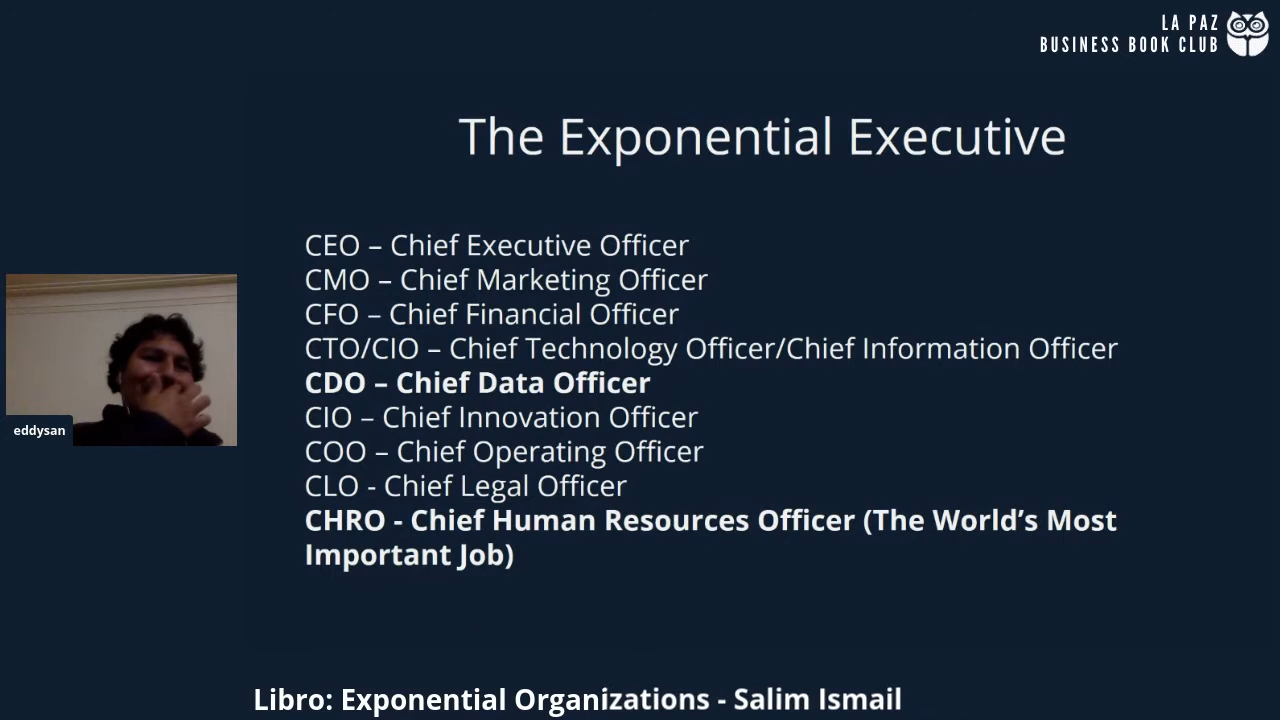 LA PAZ
BUSINESS BOOK CLUB
The Exponential Executive
CEO – Chief Executive Officer
CMO – Chief Marketing Officer
CFO – Chief Financial Officer
CTO/CIO – Chief Technology Officer/Chief Information Officer
CDO – Chief Data Officer
CIO – Chief Innovation Officer
COO – Chief Operating Officer
CLO - Chief Legal Officer
CHRO - Chief Human Resources Officer (The World’s Most
Important Job)
eddysan
Libro: Exponential Organizations - Salim Ismail